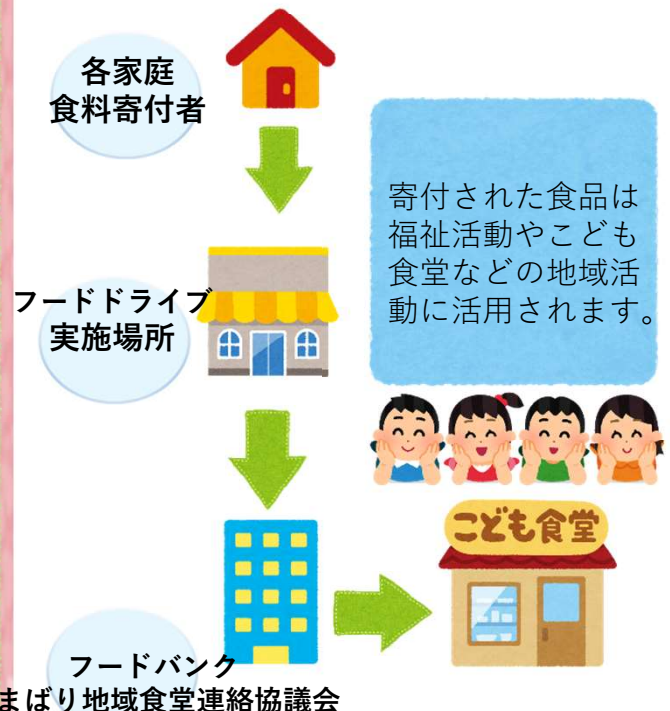 各家庭
食料寄付者
寄付された食品は
福祉活動やこども
食堂などの地域活
動に活用されます。
フードドライブ
実施場所
こども食堂
フードバンク
まばり地域食堂連絡協議会